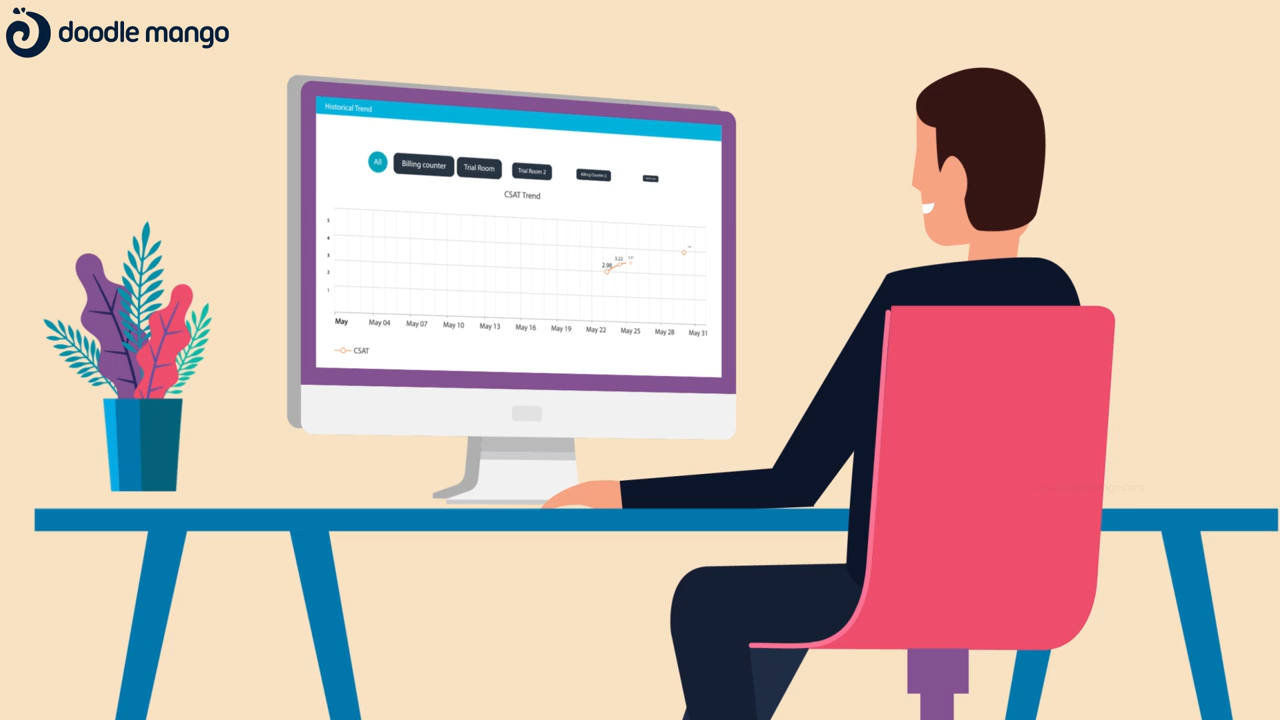 doodle mango
Historical Trend
All
Billing counter
Trial Room
Trial Room 2
Billing Counter 2
CSAT Trend
5
4
3
2
1
2.98
3.22
May
May 04
May 07
May 10
May 13
May 16
May 19
May 22
May 25
May 28
May 31
CSAT